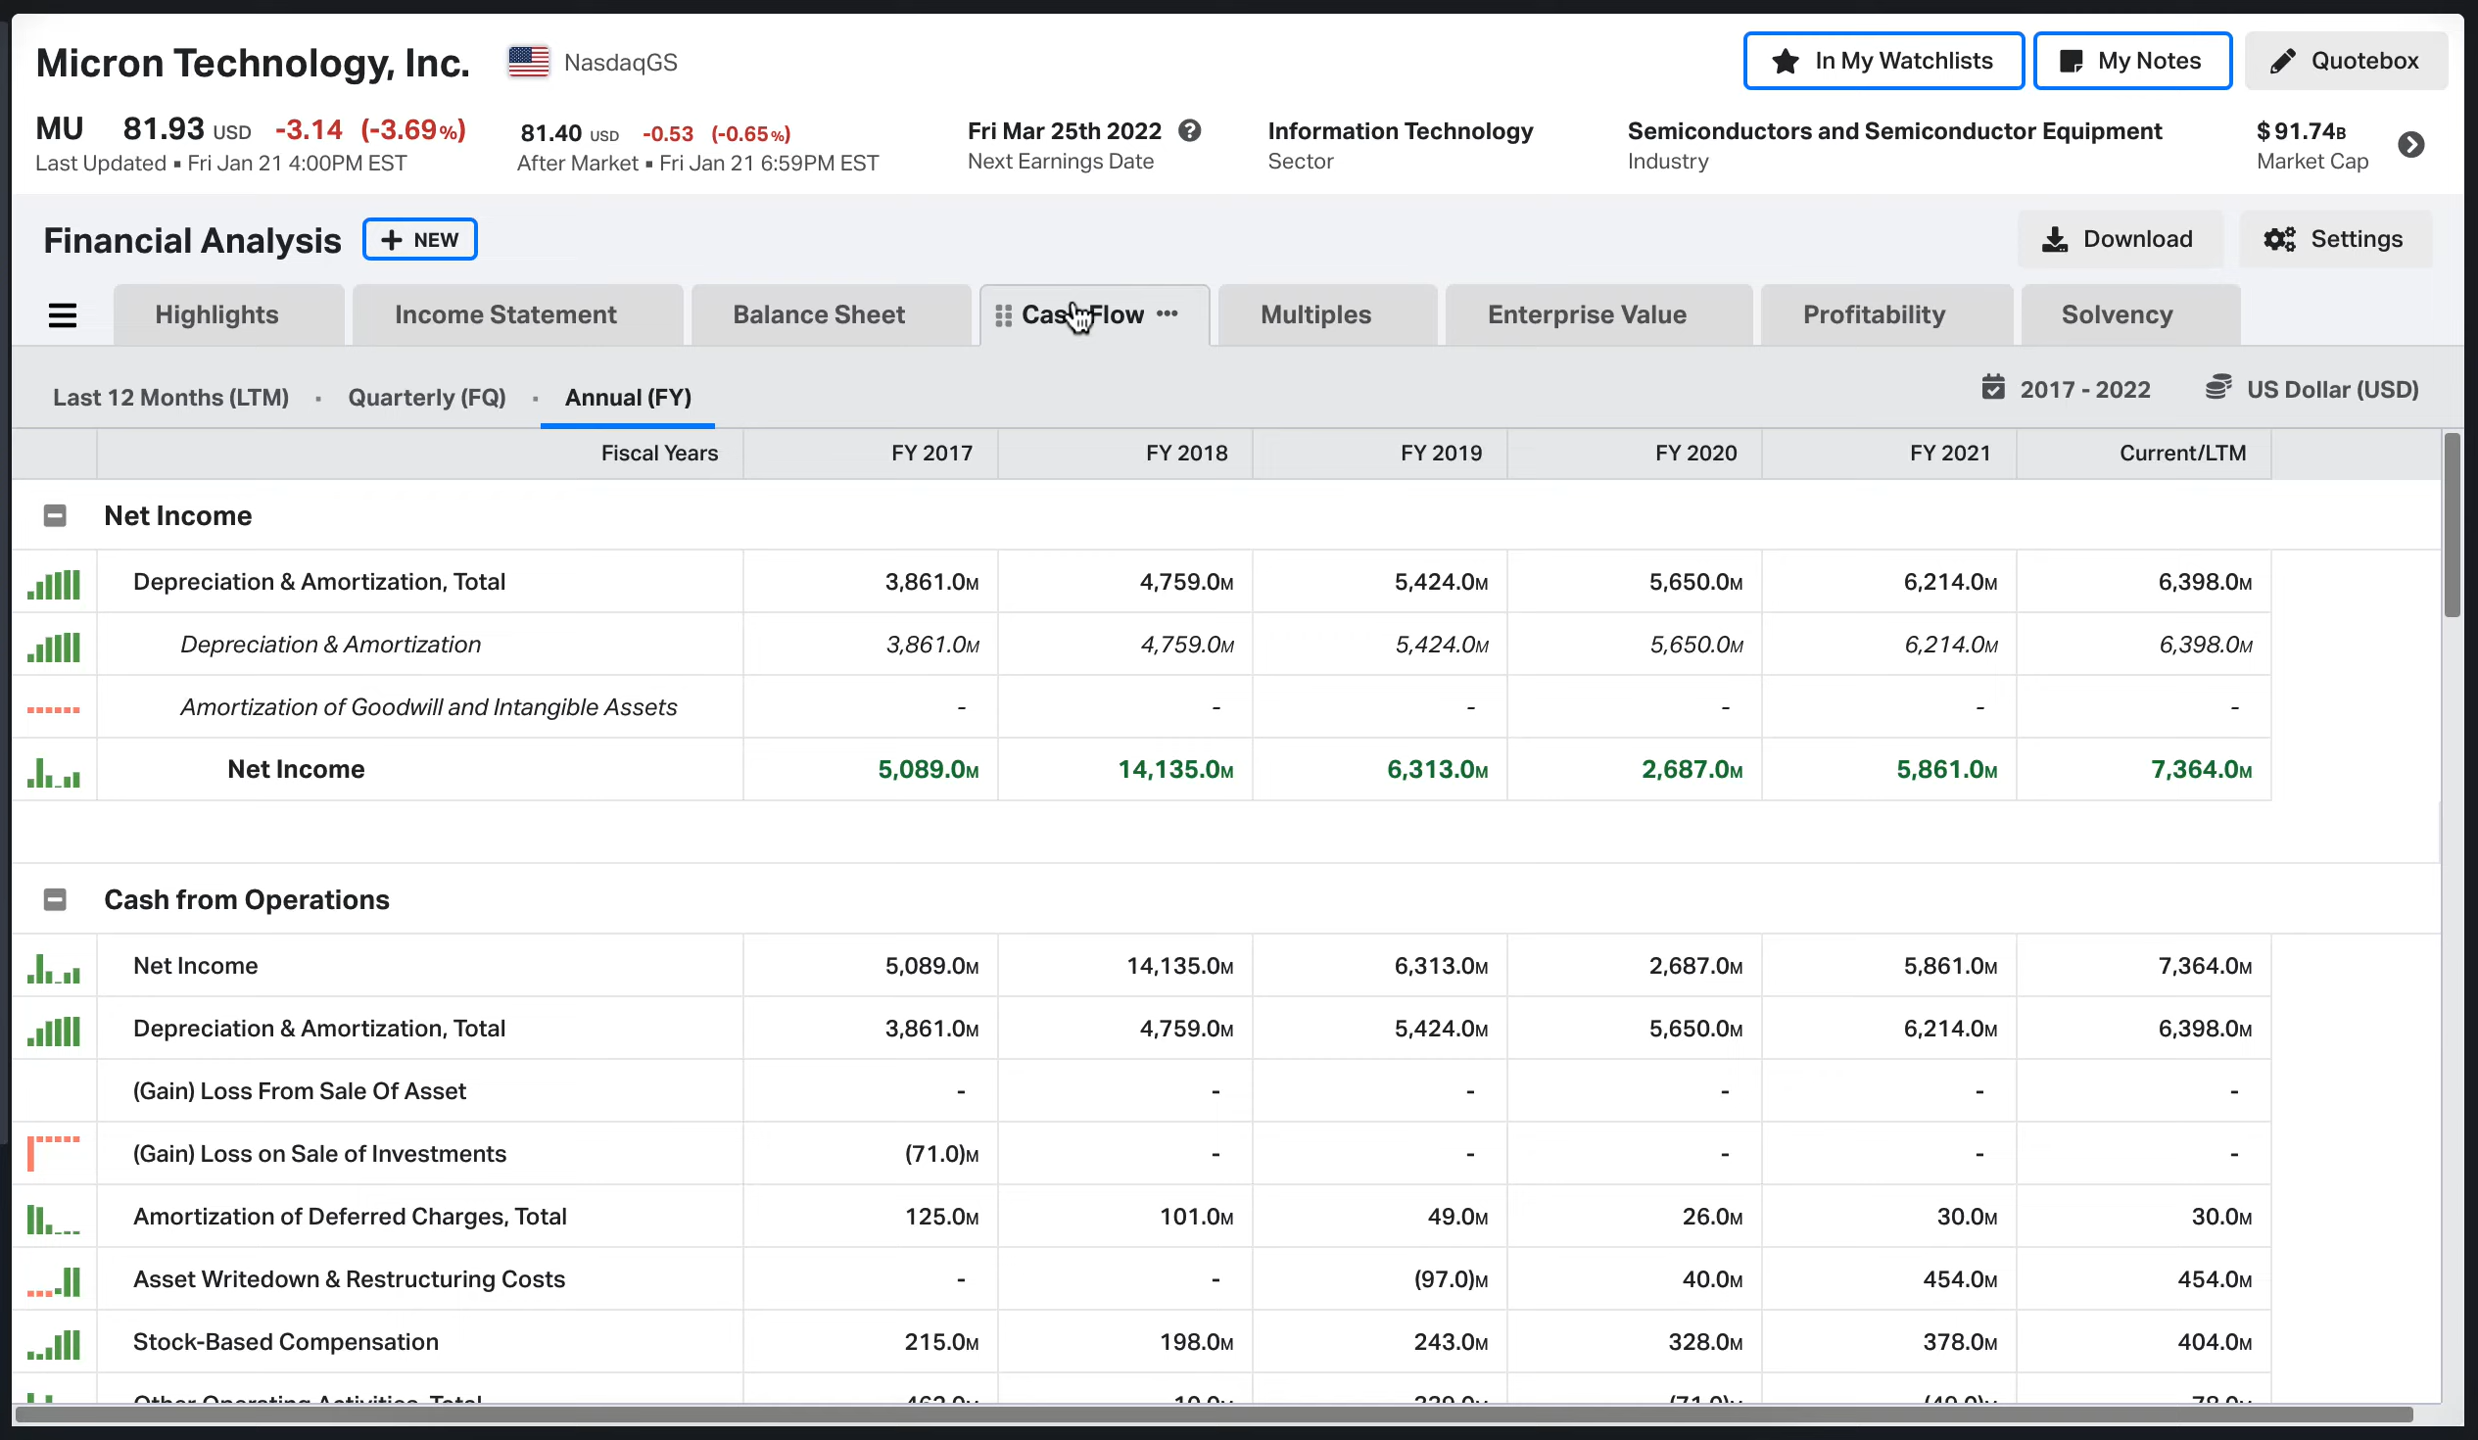 Micron Technology, Inc. NasdaqGS
In My Watchlists My Notes Quotebox
MU 81.93 USD -3.14 (-3.69%) 81.40 USD -0.53 (-0.65%) Fri Mar 25th 2022 ? Information Technology Semiconductors and Semiconductor Equipment $91.74B
Last Updated ▪ Fri Jan 21 4:00PM EST After Market ▪ Fri Jan 21 6:59PM EST Next Earnings Date Sector Industry Market Cap
Financial Analysis + NEW Download Settings
Highlights Income Statement Balance Sheet Cash Flow ••• Multiples Enterprise Value Profitability Solvency
Last 12 Months (LTM) · Quarterly (FQ) · Annual (FY) 2017 - 2022 US Dollar (USD)
Fiscal Years FY 2017 FY 2018 FY 2019 FY 2020 FY 2021 Current/LTM
Net Income
Depreciation & Amortization, Total 3,861.0M 4,759.0M 5,424.0M 5,650.0M 6,214.0M 6,398.0M
Depreciation & Amortization 3,861.0M 4,759.0M 5,424.0M 5,650.0M 6,214.0M 6,398.0M
Amortization of Goodwill and Intangible Assets - - - - - -
Net Income 5,089.0M 14,135.0M 6,313.0M 2,687.0M 5,861.0M 7,364.0M
Cash from Operations
Net Income 5,089.0M 14,135.0M 6,313.0M 2,687.0M 5,861.0M 7,364.0M
Depreciation & Amortization, Total 3,861.0M 4,759.0M 5,424.0M 5,650.0M 6,214.0M 6,398.0M
(Gain) Loss From Sale Of Asset - - - - - -
(Gain) Loss on Sale of Investments (71.0)M - - - - -
Amortization of Deferred Charges, Total 125.0M 101.0M 49.0M 26.0M 30.0M 30.0M
Asset Writedown & Restructuring Costs - - (97.0)M 40.0M 454.0M 454.0M
Stock-Based Compensation 215.0M 198.0M 243.0M 328.0M 378.0M 404.0M
Other Operating Activities, Total